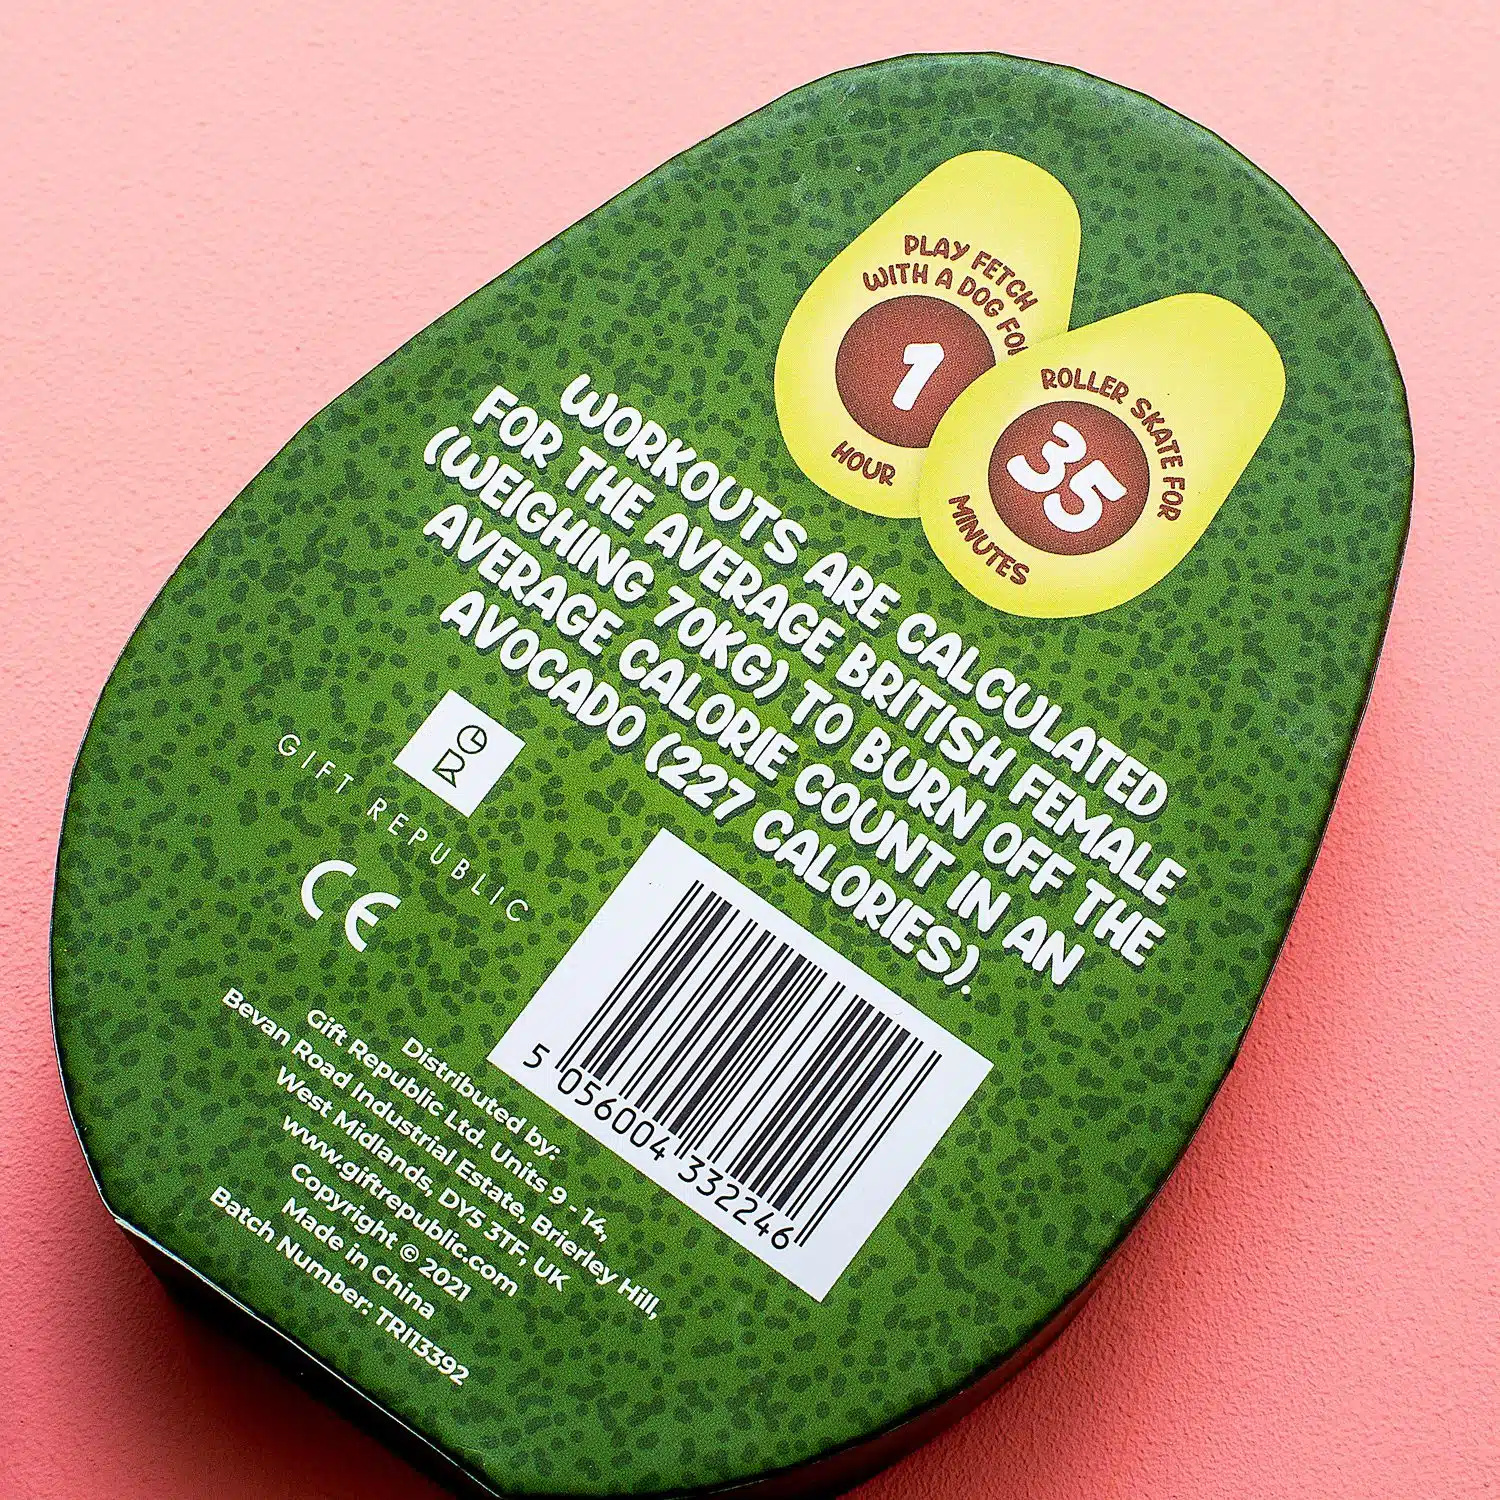 PLAY FETCH
WITH A DOG FOR
1
HOUR
ROLLER SKATE FOR
35
MINUTES
WORKOUTS ARE CALCULATED
FOR THE AVERAGE BRITISH FEMALE
(WEIGHING 70KG) TO BURN OFF THE
AVERAGE CALORIE COUNT IN AN
AVOCADO (227 CALORIES).
GIFT REPUBLIC
CE
5 056004 332246
Distributed by:
Gift Republic Ltd. Units 9 - 14,
Bevan Road Industrial Estate, Brierley Hill,
West Midlands, DY5 3TF, UK
www.giftrepublic.com
Copyright © 2021
Made in China
Batch Number: TRI13392